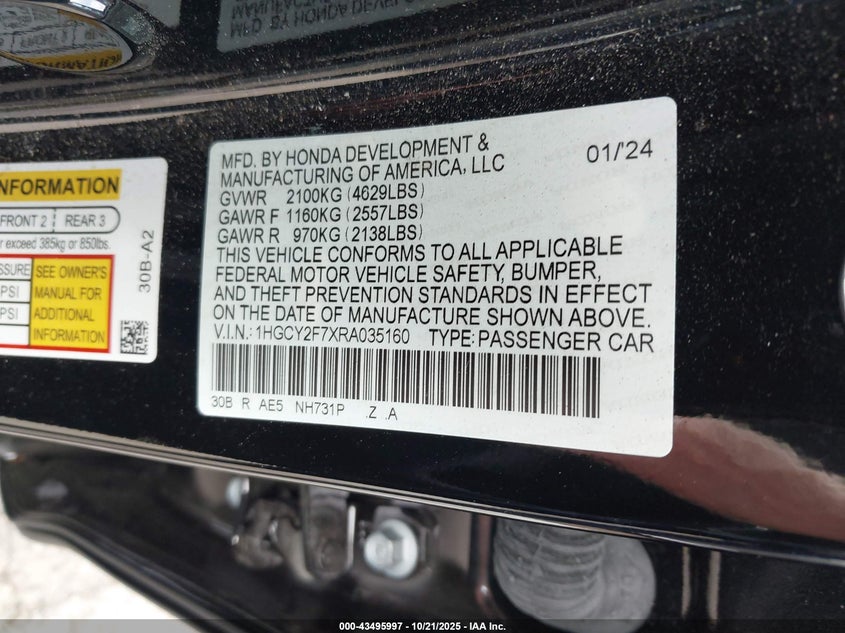 MFD. BY HONDA DEVELOPMENT &
MANUFACTURING OF AMERICA, LLC
01/'24
GVWR 2100KG (4629LBS)
GAWR F 1160KG (2557LBS)
GAWR R 970KG (2138LBS)
THIS VEHICLE CONFORMS TO ALL APPLICABLE
FEDERAL MOTOR VEHICLE SAFETY, BUMPER,
AND THEFT PREVENTION STANDARDS IN EFFECT
ON THE DATE OF MANUFACTURE SHOWN ABOVE.
V.I.N.: 1HGCY2F7XRA035160 TYPE: PASSENGER CAR
30B R AE5 NH731P .Z .A
INFORMATION
FRONT 2 REAR 3
exceed 385kg or 850lbs.
SEE OWNER'S
PSI MANUAL FOR
PSI ADDITIONAL
INFORMATION
30B-A2
000-43495997 - 10/21/2025 - IAA Inc.